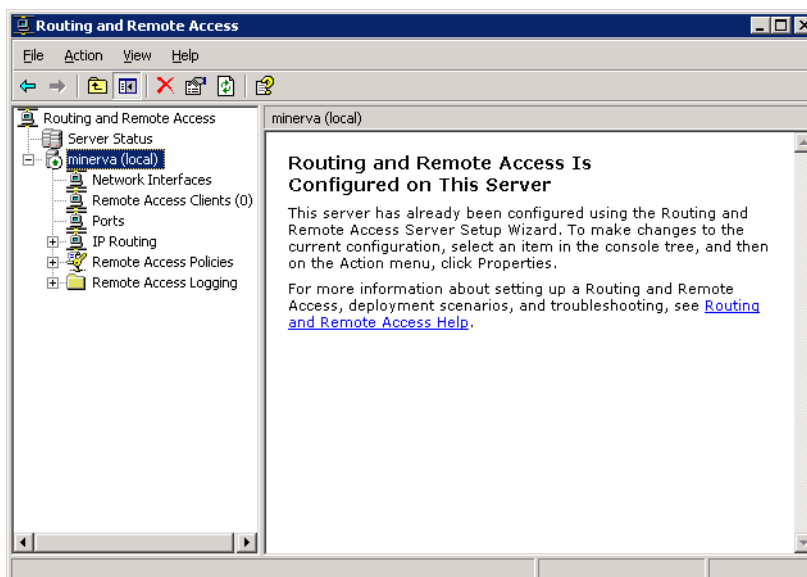 Routing and Remote Access
File Action View Help
Routing and Remote Access
Server Status
minerva (local)
Network Interfaces
Remote Access Clients (0)
Ports
IP Routing
Remote Access Policies
Remote Access Logging
minerva (local)
Routing and Remote Access Is
Configured on This Server
This server has already been configured using the Routing and
Remote Access Server Setup Wizard. To make changes to the
current configuration, select an item in the console tree, and then
on the Action menu, click Properties.
For more information about setting up a Routing and Remote
Access, deployment scenarios, and troubleshooting, see Routing
and Remote Access Help.